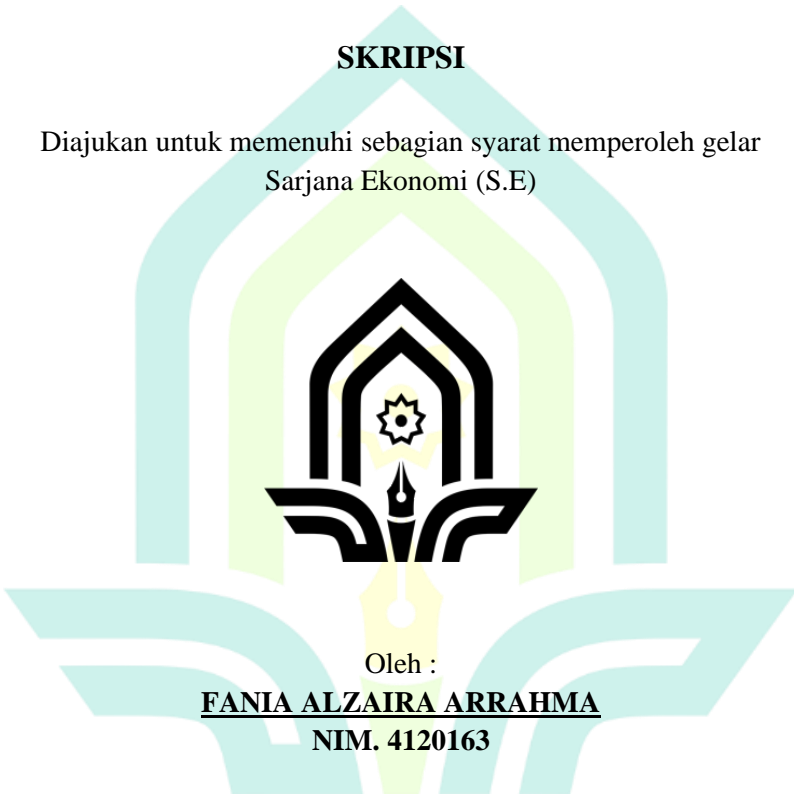 SKRIPSI
Diajukan untuk memenuhi sebagian syarat memperoleh gelar
Sarjana Ekonomi (S.E)
Oleh :
FANIA ALZAIRA ARRAHMA
NIM. 4120163